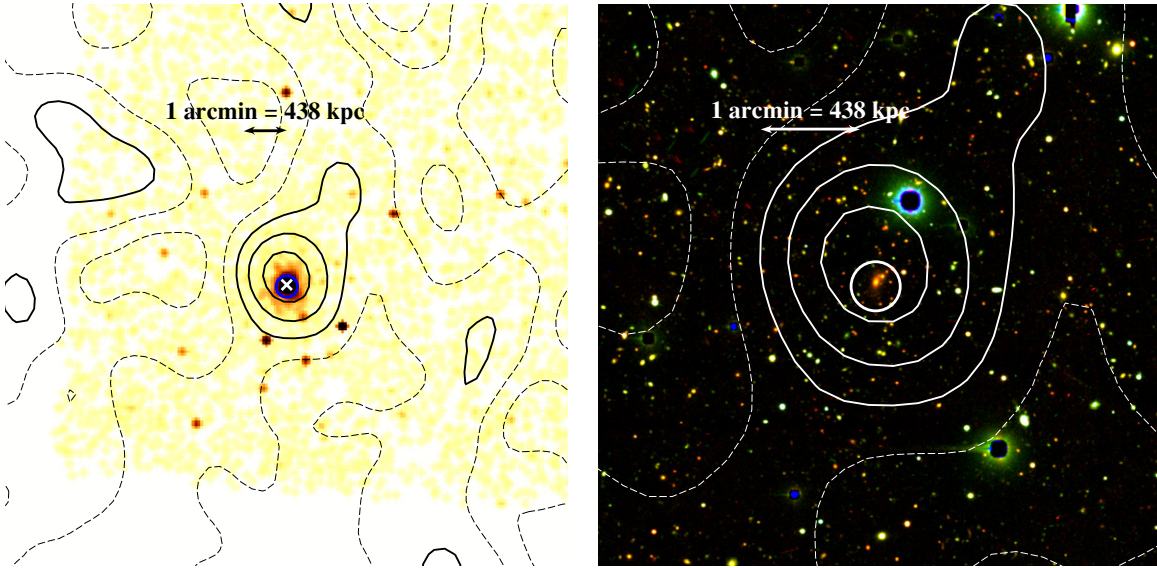 1 arcmin = 438 kpc
1 arcmin = 438 kpc